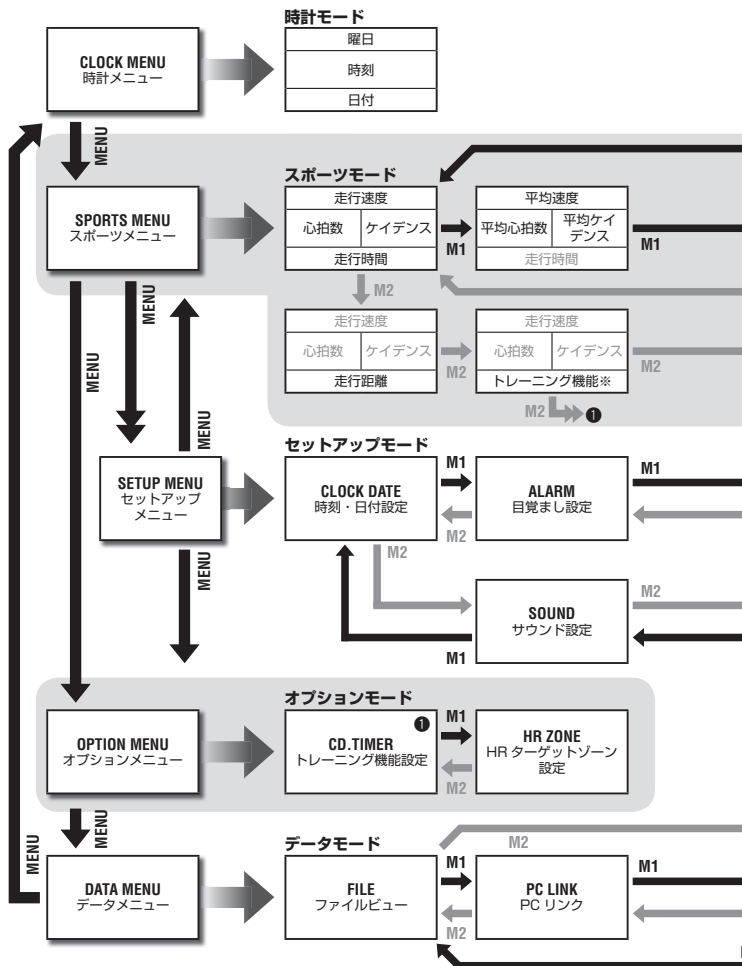 時計モード
CLOCK MENU
時計メニュー
曜日
時刻
日付
MENU
スポーツモード
SPORTS MENU
スポーツメニュー
走行速度
心拍数
ケイデンス
走行時間
M1
平均速度
平均心拍数
平均ケイ
デンス
走行時間
M1
M2
走行速度
心拍数
ケイデンス
走行距離
M2
走行速度
心拍数
ケイデンス
トレーニング機能※
M2
M2
❶
MENU
MENU
MENU
セットアップモード
SETUP MENU
セットアップ
メニュー
CLOCK DATE
時刻・日付設定
M1
M2
ALARM
目覚まし設定
M1
M2
MENU
SOUND
サウンド設定
M2
M1
オプションモード
OPTION MENU
オプションメニュー
❶
CD.TIMER
トレーニング機能設定
M1
M2
HR ZONE
HR ターゲットゾーン
設定
MENU
MENU
データモード
DATA MENU
データメニュー
FILE
ファイルビュー
M2
M1
M2
PC LINK
PC リンク
M1